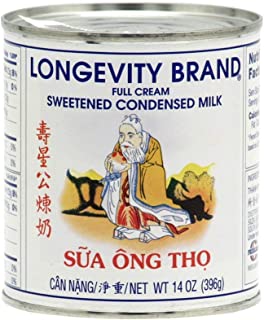 LONGEVITY BRAND®
FULL CREAM
SWEETENED CONDENSED MILK
壽星公煉奶
SỮA ÔNG THỌ
CÂN NẶNG/淨重/NET WT 14 OZ (396g)